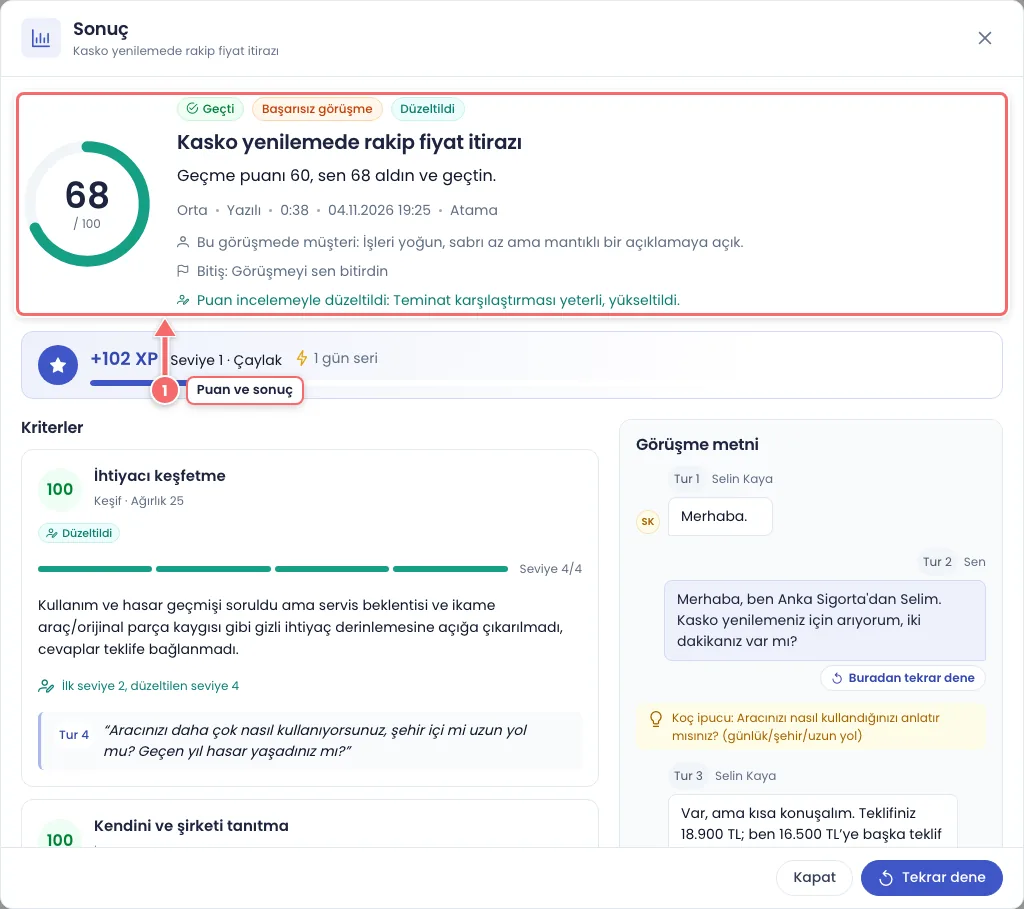 Sonuç
Kasko yenilemede rakip fiyat itirazı
Geçti
Başarısız görüşme
Düzeltildi
Kasko yenilemede rakip fiyat itirazı
Geçme puanı 60, sen 68 aldın ve geçtin.
68
/ 100
Orta • Yazılı • 0:38 • 04.11.2026 19:25 • Atama
Bu görüşmede müşteri: İşleri yoğun, sabrı az ama mantıklı bir açıklamaya açık.
Bitiş: Görüşmeyi sen bitirdin
Puan incelemeyle düzeltildi: Teminat karşılaştırması yeterli, yükseltildi.
+102 XP
Seviye 1 · Çaylak
1 gün seri
1
Puan ve sonuç
Kriterler
100
İhtiyacı keşfetme
Keşif · Ağırlık 25
Düzeltildi
Seviye 4/4
Kullanım ve hasar geçmişi soruldu ama servis beklentisi ve ikame
araç/orijinal parça kaygısı gibi gizli ihtiyaç derinlemesine açığa çıkarılmadı,
cevaplar teklife bağlanmadı.
İlk seviye 2, düzeltilen seviye 4
Tur 4
“Aracınızı daha çok nasıl kullanıyorsunuz, şehir içi mi uzun yol
mu? Geçen yıl hasar yaşadınız mı?”
100
Kendini ve şirketi tanıtma
Görüşme metni
Tur 1 Selin Kaya
SK
Merhaba.
Tur 2 Sen
Merhaba, ben Anka Sigorta'dan Selim.
Kasko yenilemeniz için arıyorum, iki
dakikanız var mı?
Buradan tekrar dene
Koç ipucu: Aracınızı nasıl kullandığınızı anlatır
mısınız? (günlük/şehir/uzun yol)
Tur 3 Selin Kaya
Var, ama kısa konuşalım. Teklifiniz
18.900 TL; ben 16.500 TL’ye başka teklif
Kapat
Tekrar dene